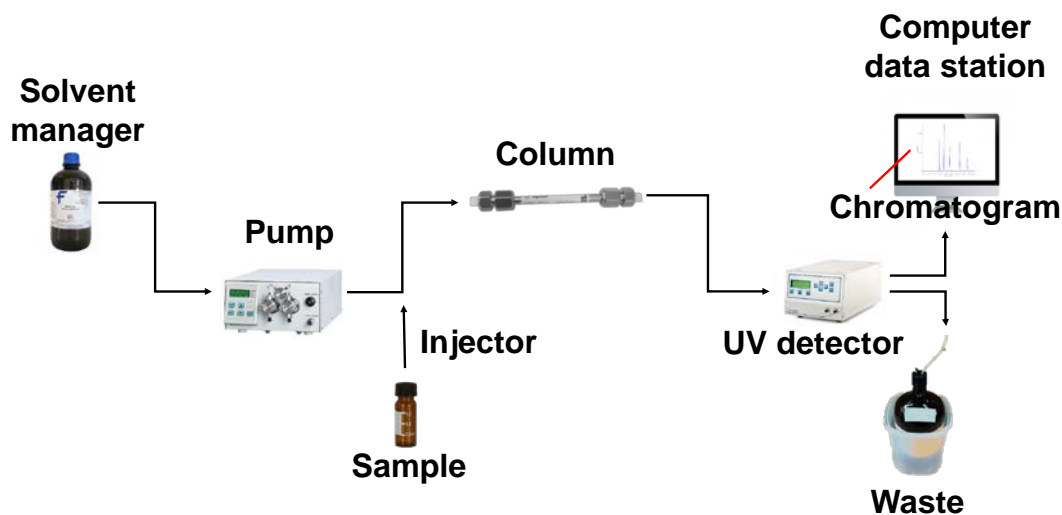 Computer
data station
Solvent
manager
Column
Chromatogram
Pump
Injector
UV detector
Sample
Waste